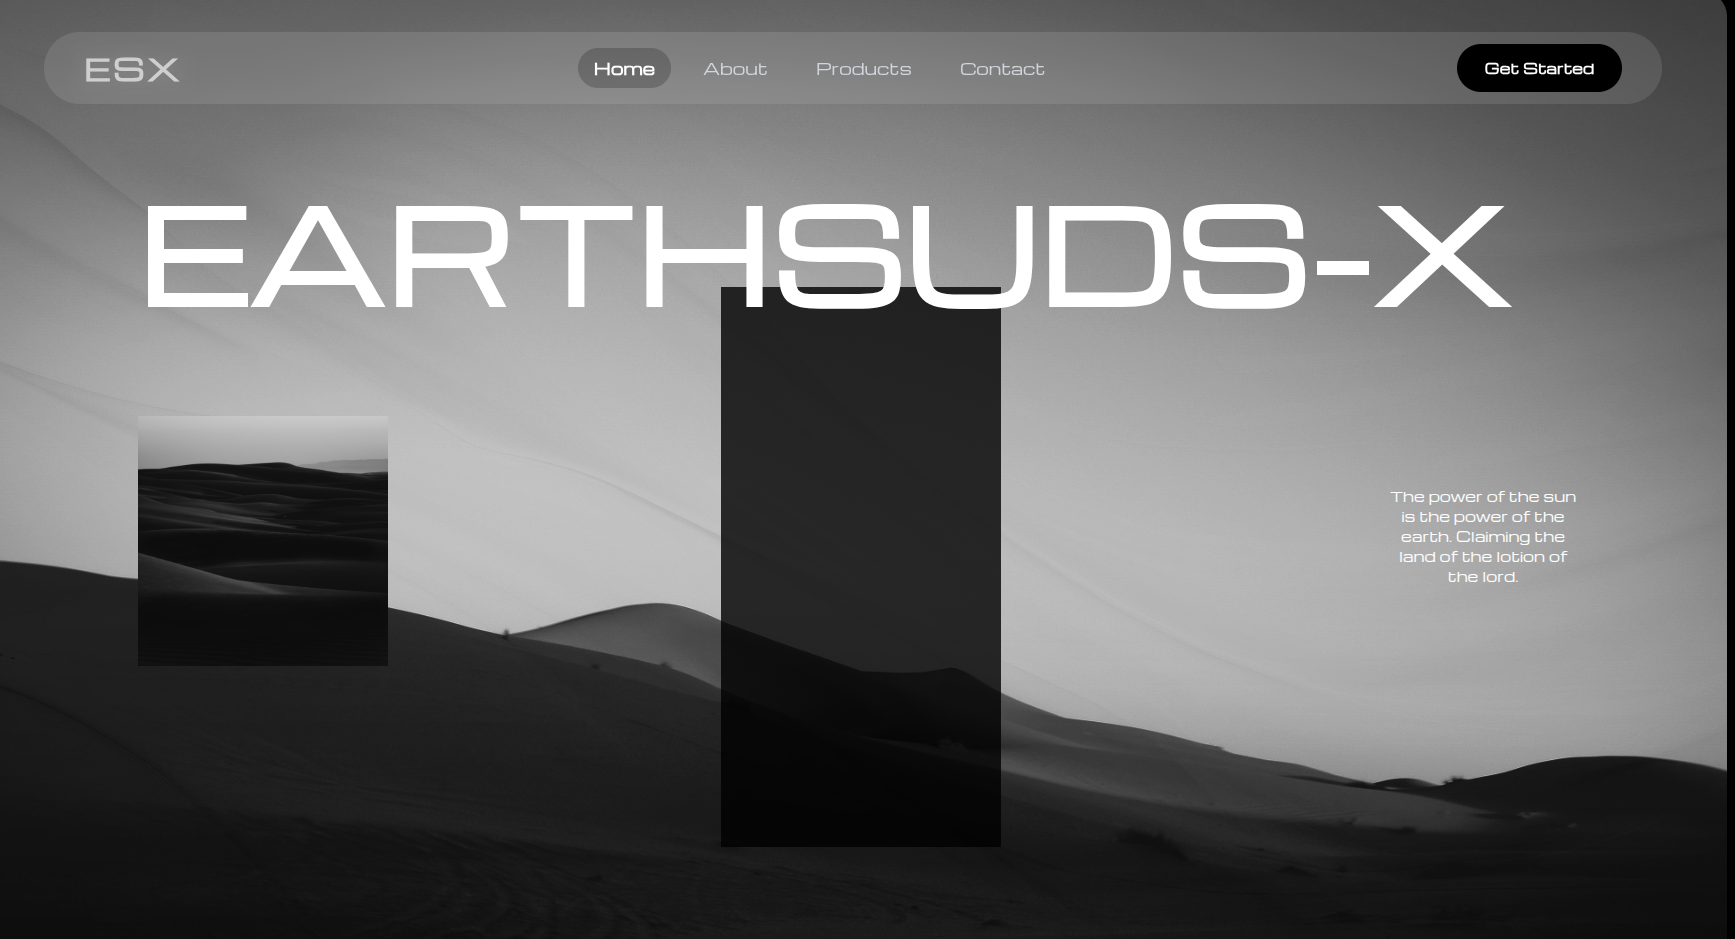 ESX
Home
About
Products
Contact
Get Started
EARTHSUDS-X
The power of the sun
is the power of the
earth. Claiming the
land of the lotion of
the lord.